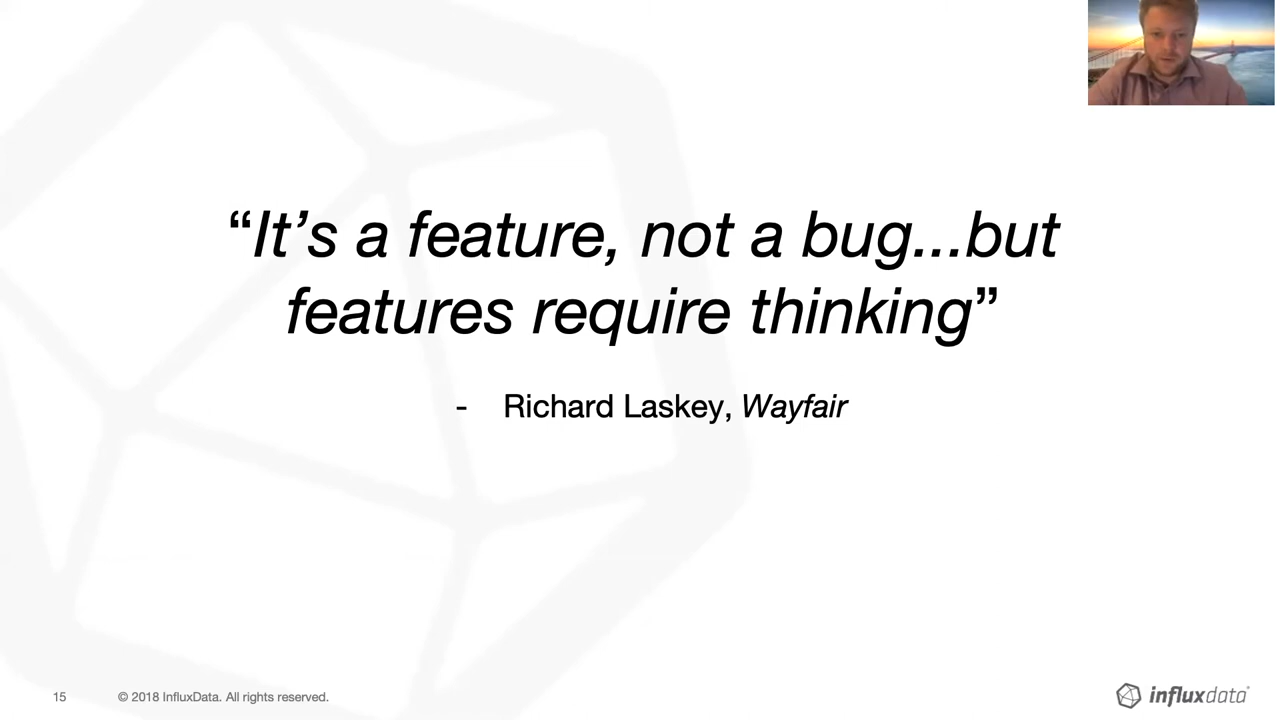 “It’s a feature, not a bug...but
features require thinking”
- Richard Laskey, Wayfair
15 © 2018 InfluxData. All rights reserved.
influxdata